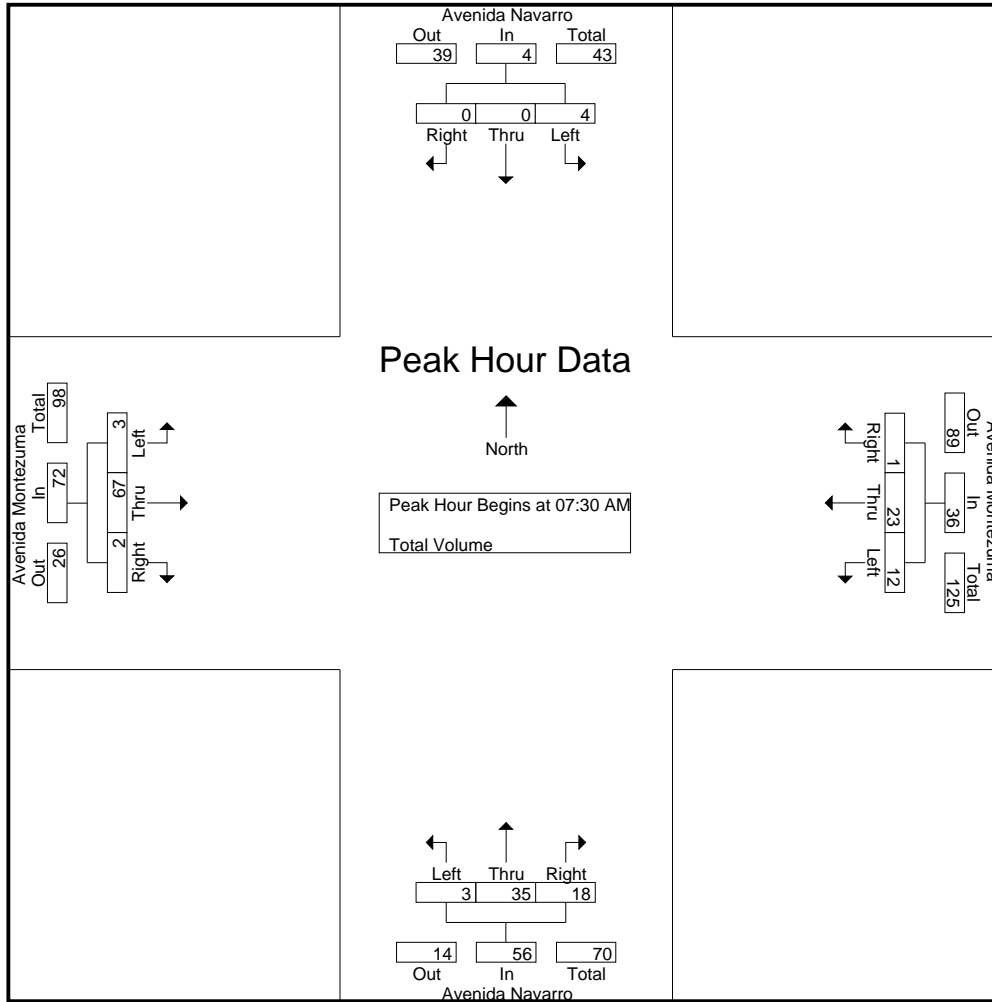 Avenida Navarro
Out In Total
39 4 43
0 0 4
Right Thru Left
Peak Hour Data
North
Peak Hour Begins at 07:30 AM
Total Volume
Avenida Montezuma
Out In Total
26 72 98
3 67 2
Left Thru Right
Avenida Montezuma
Out In Total
89 36 125
1 23 12
Right Thru Left
Left Thru Right
3 35 18
14 56 70
Out In Total
Avenida Navarro